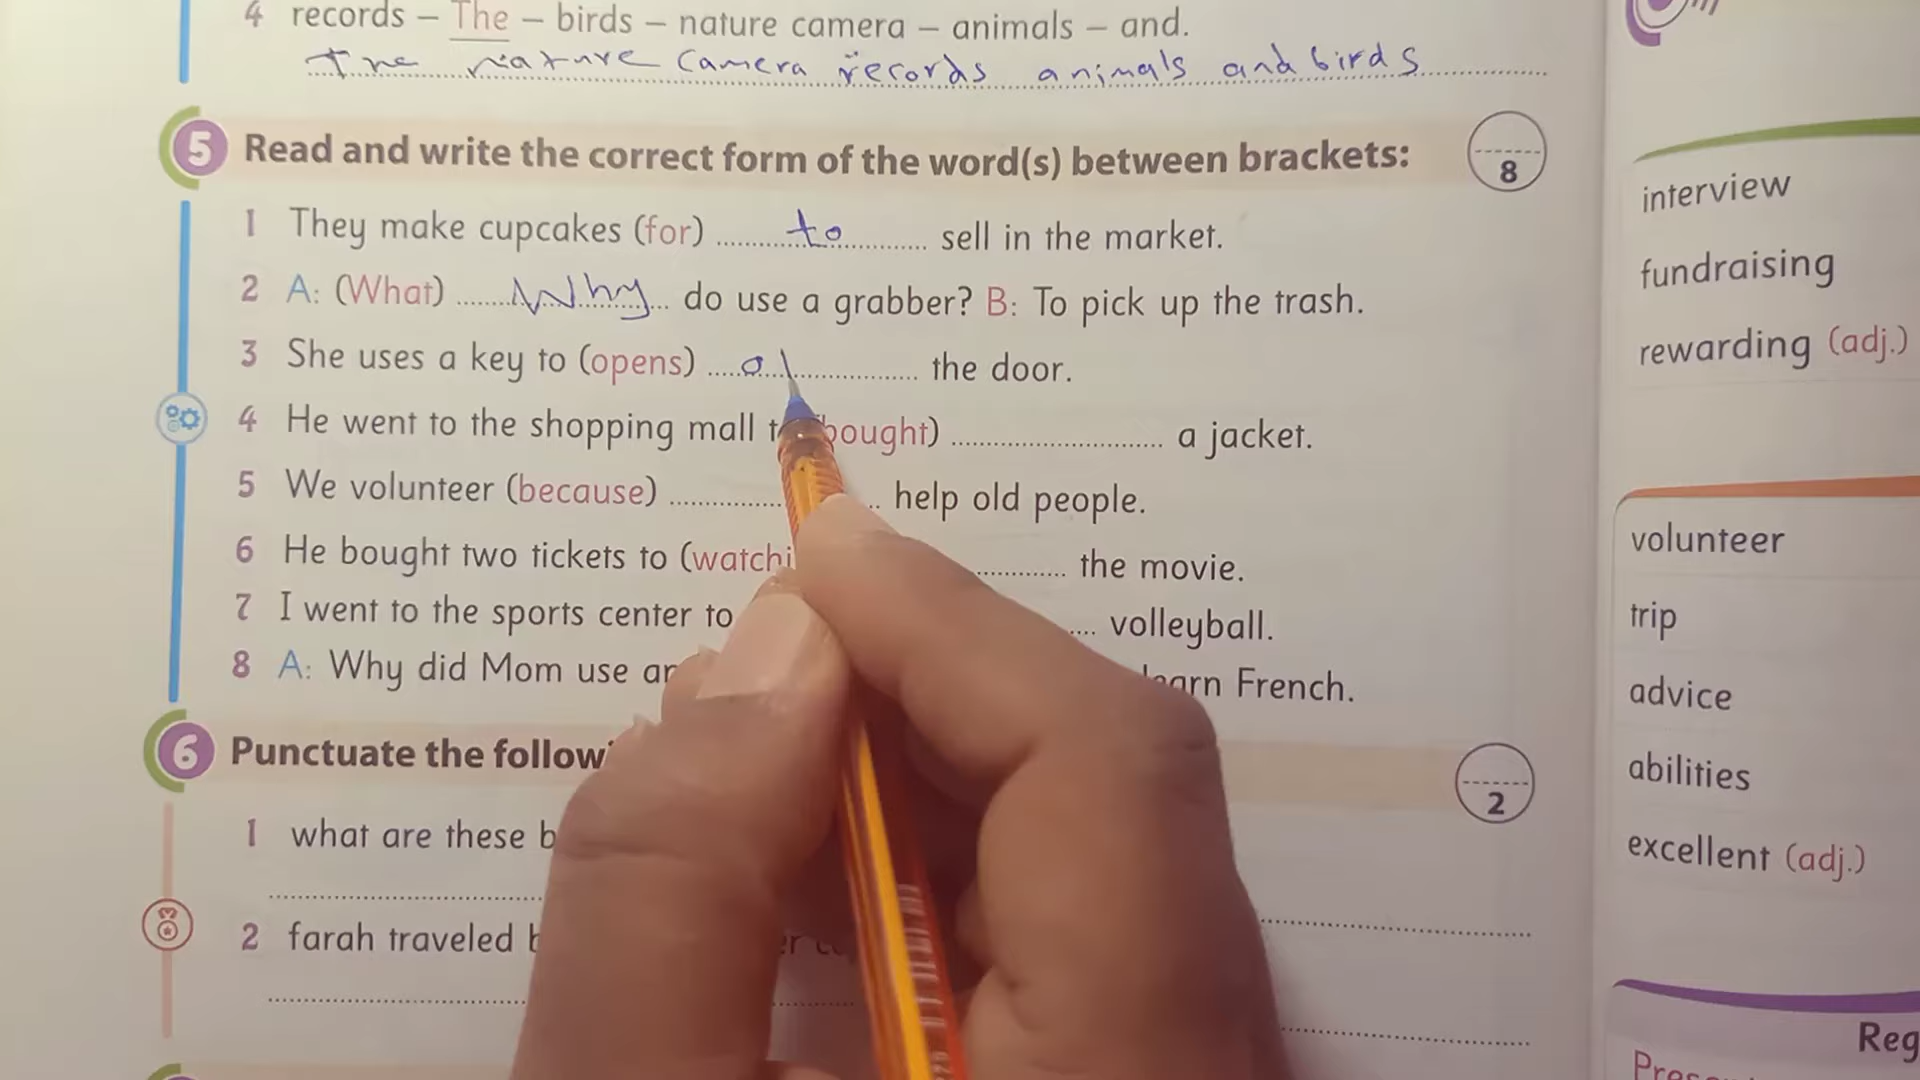 4 records – The – birds – nature camera – animals – and.
The nature camera records animals and birds
5 Read and write the correct form of the word(s) between brackets:
8
1 They make cupcakes (for) to sell in the market.
2 A: (What) Why do use a grabber? B: To pick up the trash.
3 She uses a key to (opens) the door.
4 He went to the shopping mall bought) a jacket.
5 We volunteer (because) help old people.
6 He bought two tickets to the movie.
7 I went to the sports center to volleyball.
8 A: Why did Mom use French.
6 Punctuate the
2
1 what are these
2 farah traveled
interview
fundraising
rewarding (adj.)
volunteer
trip
advice
abilities
excellent (adj.)